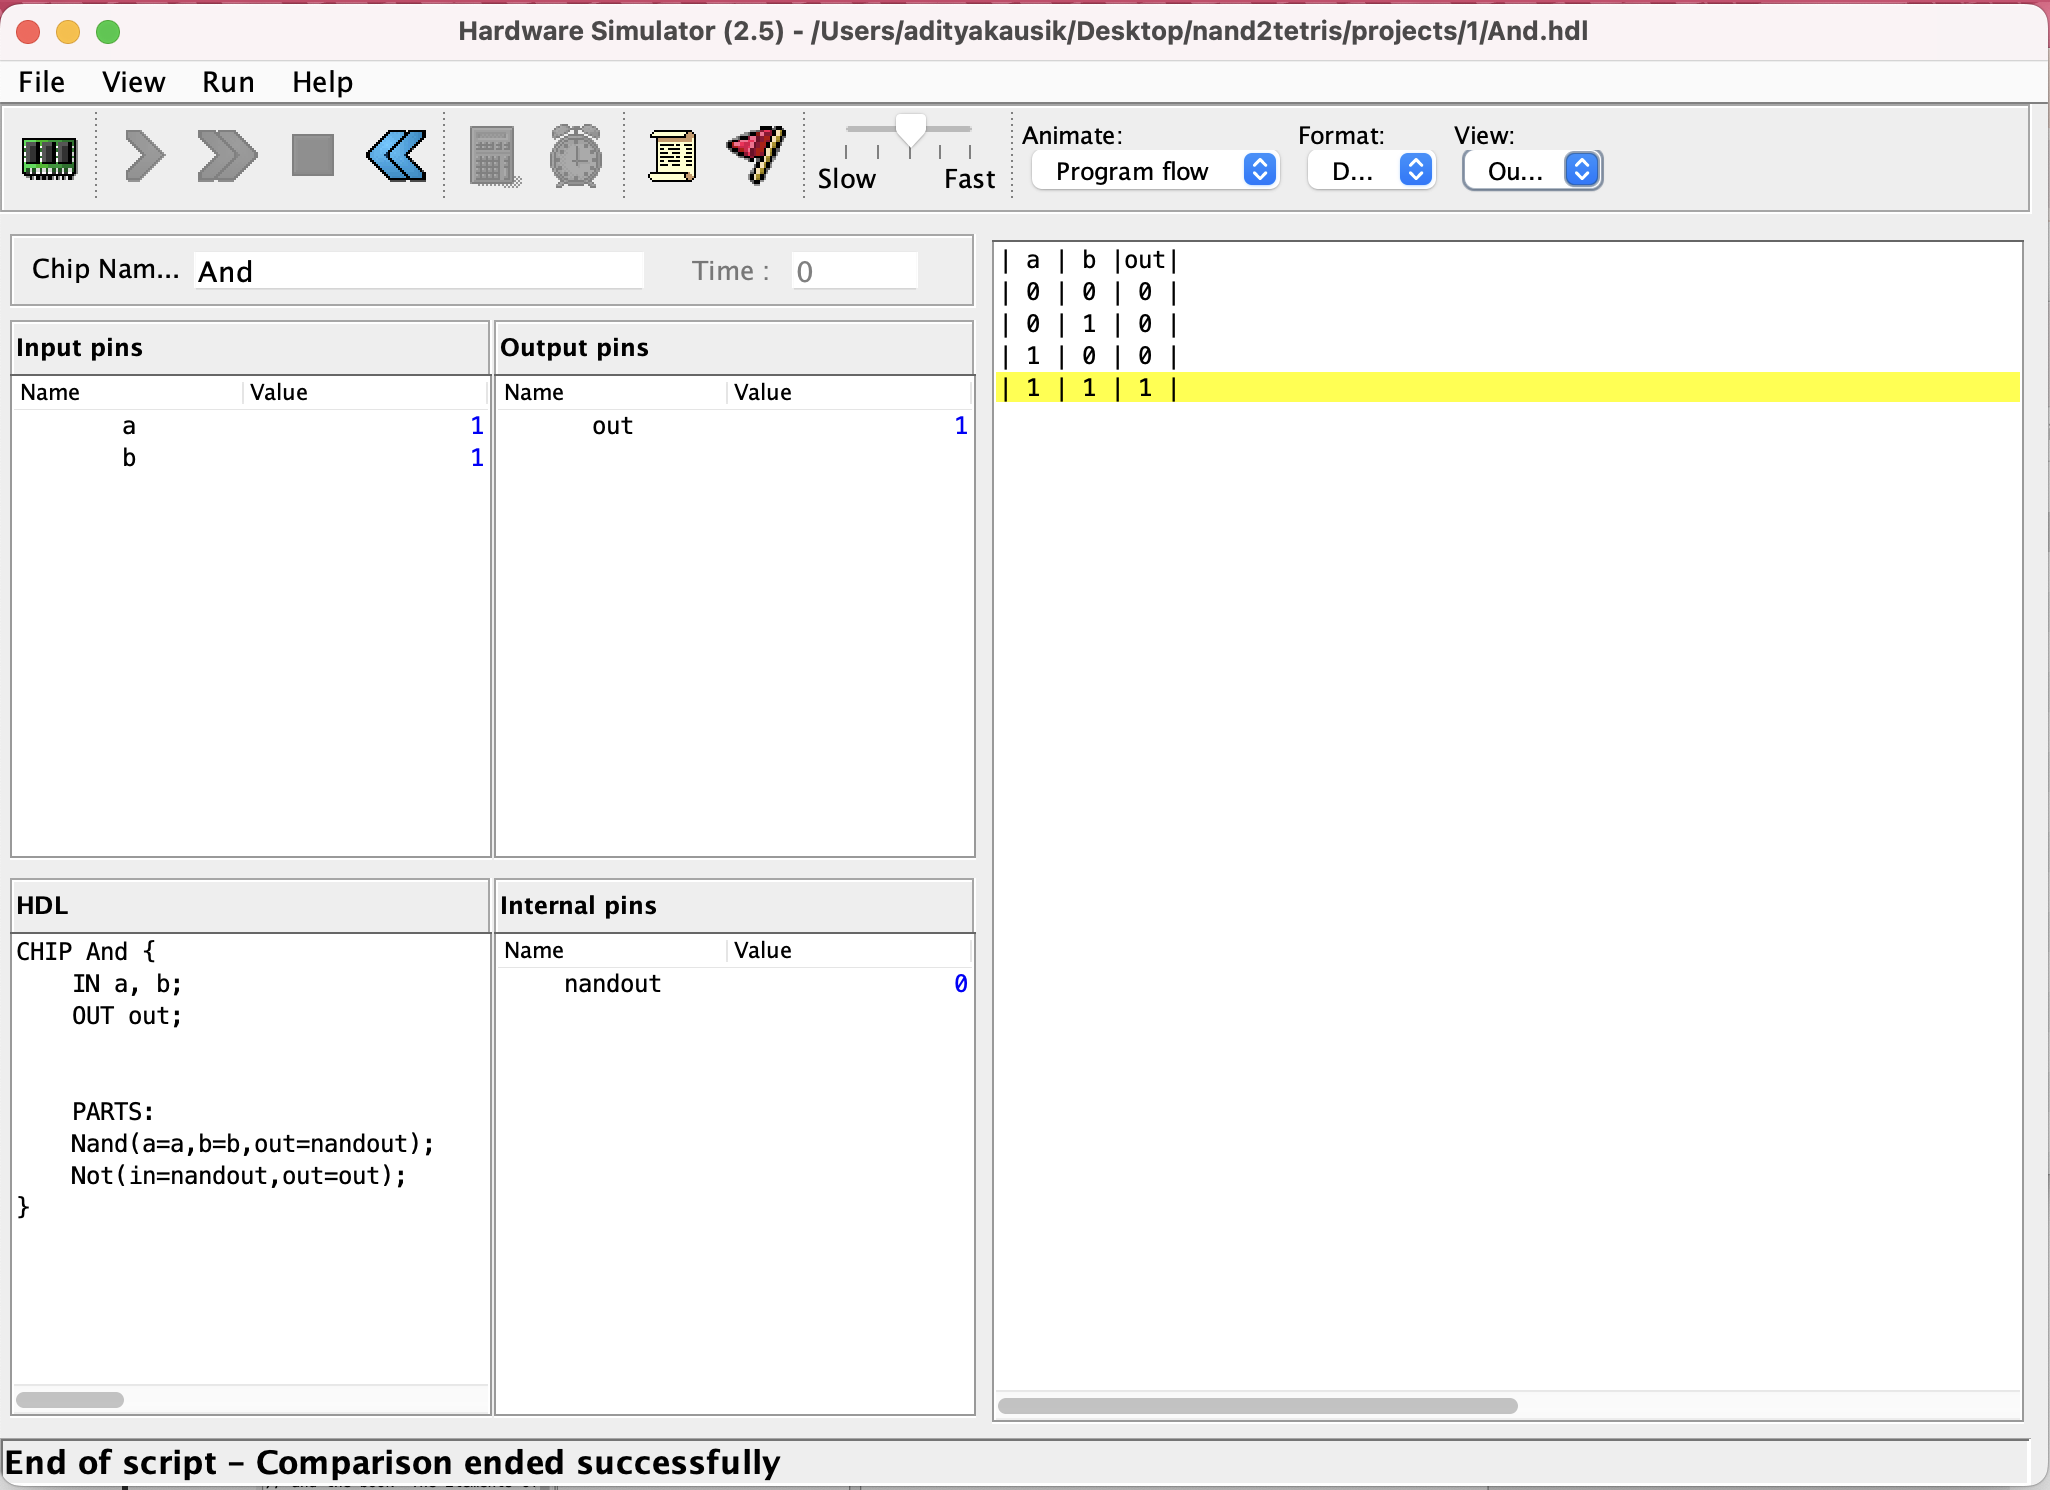 Hardware Simulator (2.5) - /Users/adityakausik/Desktop/nand2tetris/projects/1/And.hdl
File View Run Help
Slow Fast
Animate: Format: View:
Program flow D... Ou...
Chip Nam... And Time : 0
Input pins
Name Value
a 1
b 1
Output pins
Name Value
out 1
| a | b |out|
| 0 | 0 | 0 |
| 0 | 1 | 0 |
| 1 | 0 | 0 |
| 1 | 1 | 1 |
HDL
CHIP And {
    IN a, b;
    OUT out;
    PARTS:
    Nand(a=a,b=b,out=nandout);
    Not(in=nandout,out=out);
}
Internal pins
Name Value
nandout 0
End of script – Comparison ended successfully